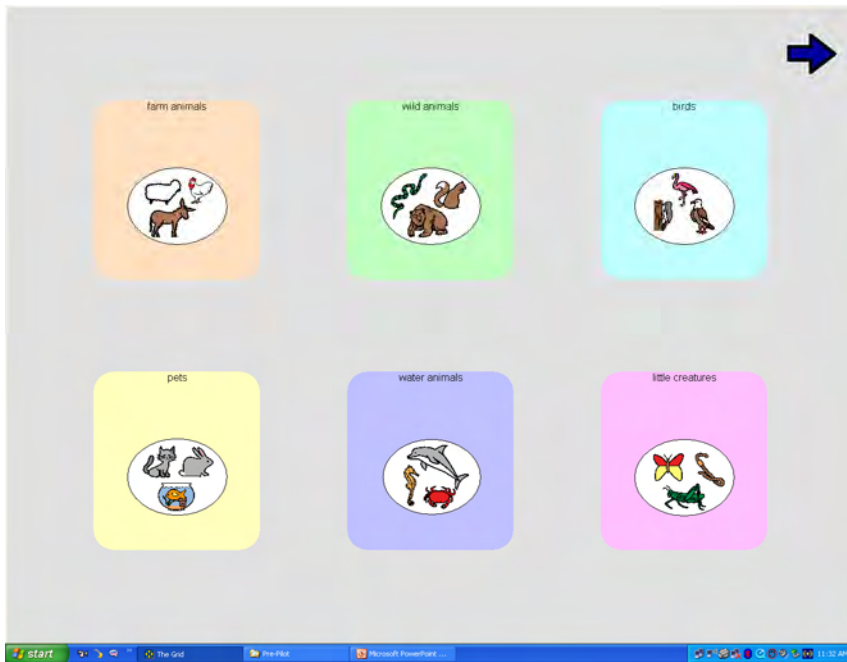 farm animals
wild animals
birds
pets
water animals
little creatures
start
The Grid
Pre-Pilot
Microsoft PowerPoint ...
11:32 AM